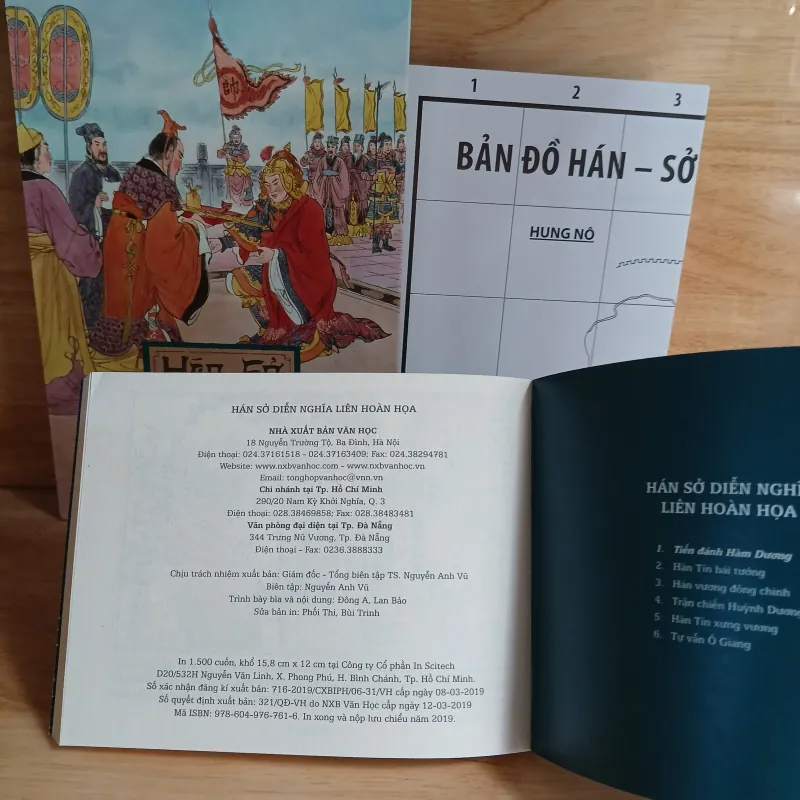 帥
Hán Sở
1 2 3
BẢN ĐỒ HÁN – SỞ
HUNG NÔ
HÁN SỞ DIỄN NGHĨA LIÊN HOÀN HỌA
NHÀ XUẤT BẢN VĂN HỌC
18 Nguyễn Trường Tộ, Ba Đình, Hà Nội
Điện thoại: 024.37161518 – 024.37163409; Fax: 024.38294781
Website: www.nxbvanhoc.com – www.nxbvanhoc.vn
Email: tonghopvanhoc@vnn.vn
Chi nhánh tại Tp. Hồ Chí Minh
290/20 Nam Kỳ Khởi Nghĩa, Q. 3
Điện thoại: 028.38469858; Fax: 028.38483481
Văn phòng đại diện tại Tp. Đà Nẵng
344 Trưng Nữ Vương, Tp. Đà Nẵng
Điện thoại – Fax: 0236.3888333
Chịu trách nhiệm xuất bản: Giám đốc – Tổng biên tập TS. Nguyễn Anh Vũ
Biên tập: Nguyễn Anh Vũ
Trình bày bìa và nội dung: Đông A, Lan Bảo
Sửa bản in: Phối Thi, Bùi Trinh
In 1.500 cuốn, khổ 15,8 cm x 12 cm tại Công ty Cổ phần In Scitech
D20/532H Nguyễn Văn Linh, X. Phong Phú, H. Bình Chánh, Tp. Hồ Chí Minh.
Số xác nhận đăng kí xuất bản: 716-2019/CXBIPH/06-31/VH cấp ngày 08-03-2019
Số quyết định xuất bản: 321/QĐ-VH do NXB Văn Học cấp ngày 12-03-2019
Mã ISBN: 978-604-976-761-6. In xong và nộp lưu chiểu năm 2019.
HÁN SỞ DIỄN NGHĨ
LIÊN HOÀN HỌA
1. Tiến đánh Hàm Dương
2. Hàn Tín bái tướng
3. Hán vương đông chinh
4. Trận chiến Huỳnh Dương
5. Hàn Tín xưng vương
6. Tự vẫn Ô Giang